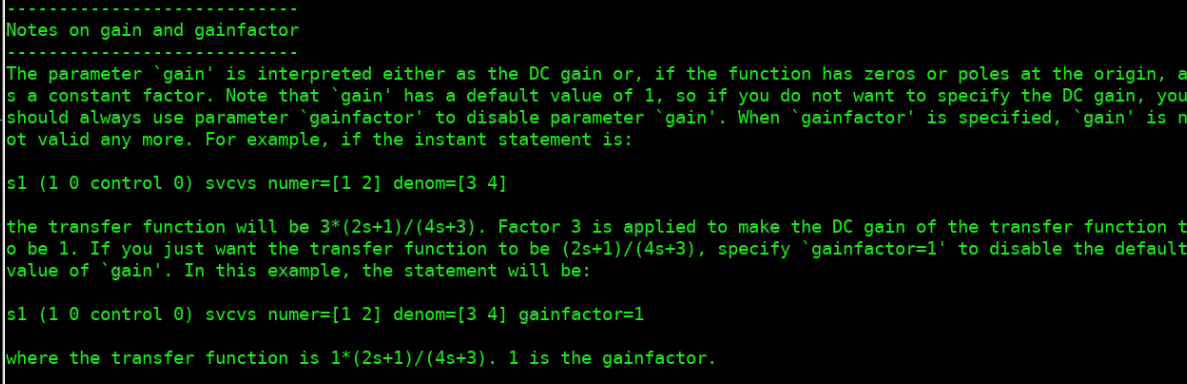 ----------------------------
Notes on gain and gainfactor
----------------------------
The parameter `gain' is interpreted either as the DC gain or, if the function has zeros or poles at the origin, a
s a constant factor. Note that `gain' has a default value of 1, so if you do not want to specify the DC gain, you
should always use parameter `gainfactor' to disable parameter `gain'. When `gainfactor' is specified, `gain' is n
ot valid any more. For example, if the instant statement is:

s1 (1 0 control 0) svcvs numer=[1 2] denom=[3 4]

the transfer function will be 3*(2s+1)/(4s+3). Factor 3 is applied to make the DC gain of the transfer function t
o be 1. If you just want the transfer function to be (2s+1)/(4s+3), specify `gainfactor=1' to disable the default
value of `gain'. In this example, the statement will be:

s1 (1 0 control 0) svcvs numer=[1 2] denom=[3 4] gainfactor=1

where the transfer function is 1*(2s+1)/(4s+3). 1 is the gainfactor.